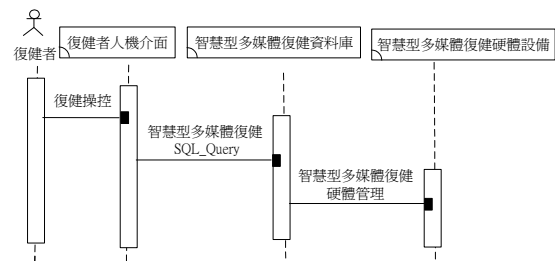 復健者
復健者人機介面
智慧型多媒體復健資料庫
智慧型多媒體復健硬體設備
復健操控
智慧型多媒體復健
SQL_Query
智慧型多媒體復健
硬體管理